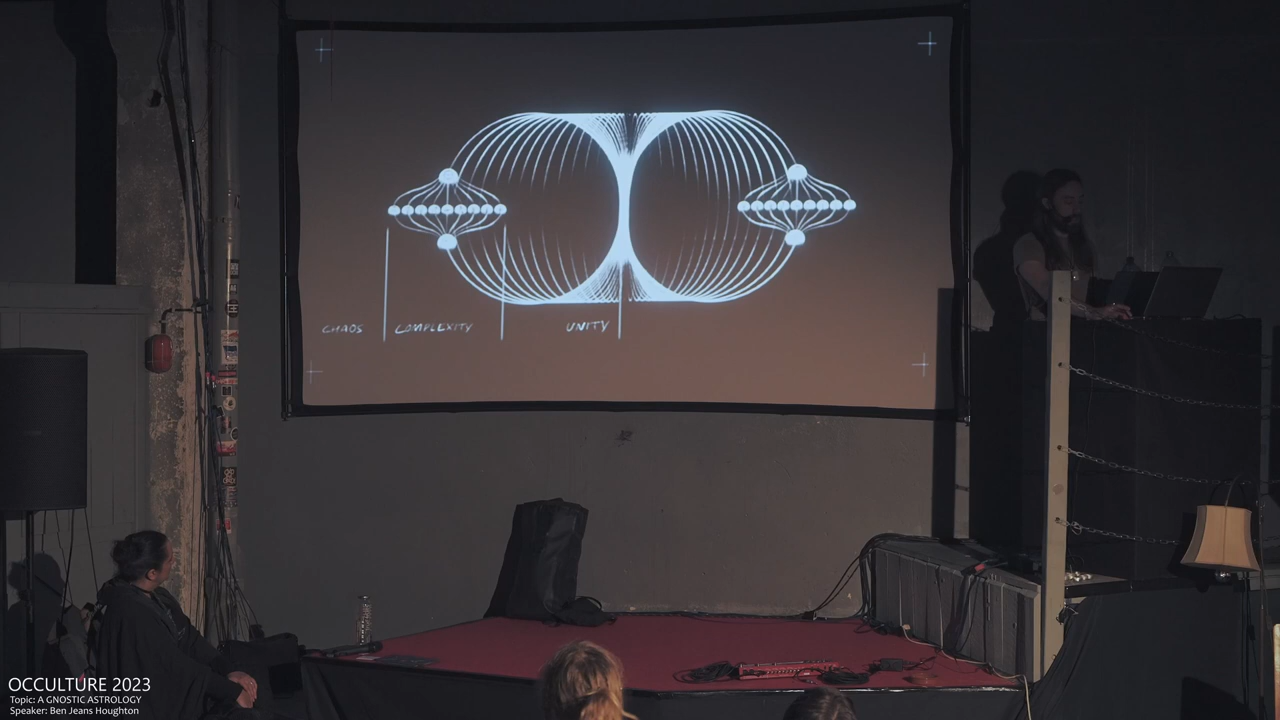 CHAOS
COMPLEXITY
UNITY
OCCULTURE 2023
Topic: A GNOSTIC ASTROLOGY
Speaker: Ben Jeans Houghton